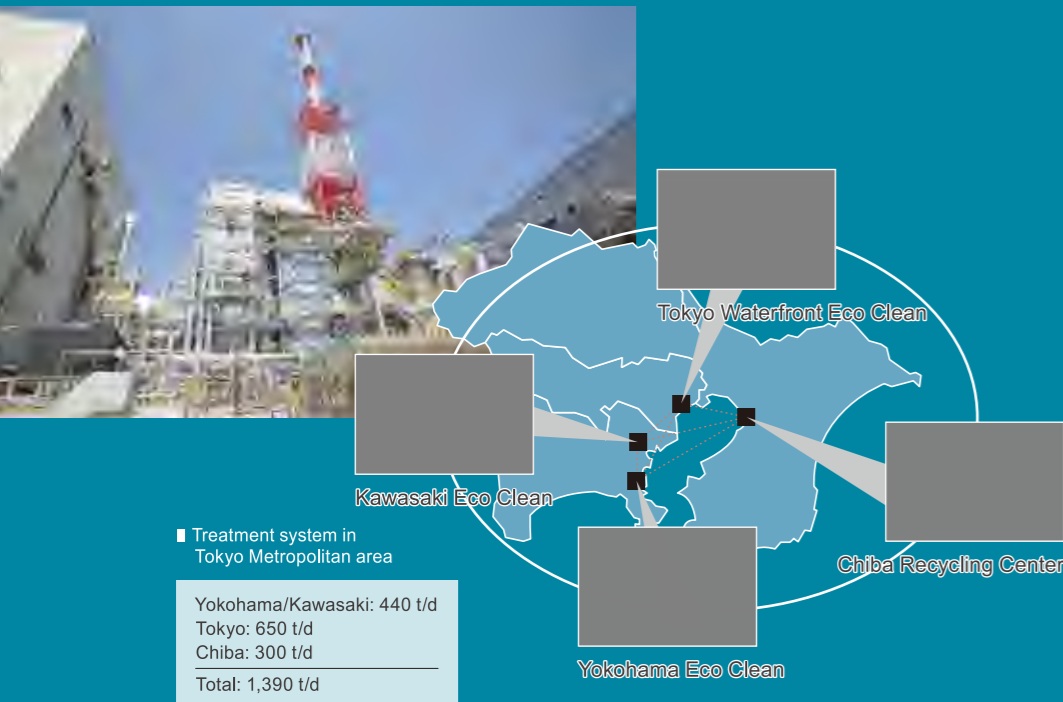 Tokyo Waterfront Eco Clean
Kawasaki Eco Clean
Chiba Recycling Center
Yokohama Eco Clean
Treatment system in
Tokyo Metropolitan area
Yokohama/Kawasaki: 440 t/d
Tokyo: 650 t/d
Chiba: 300 t/d
Total: 1,390 t/d